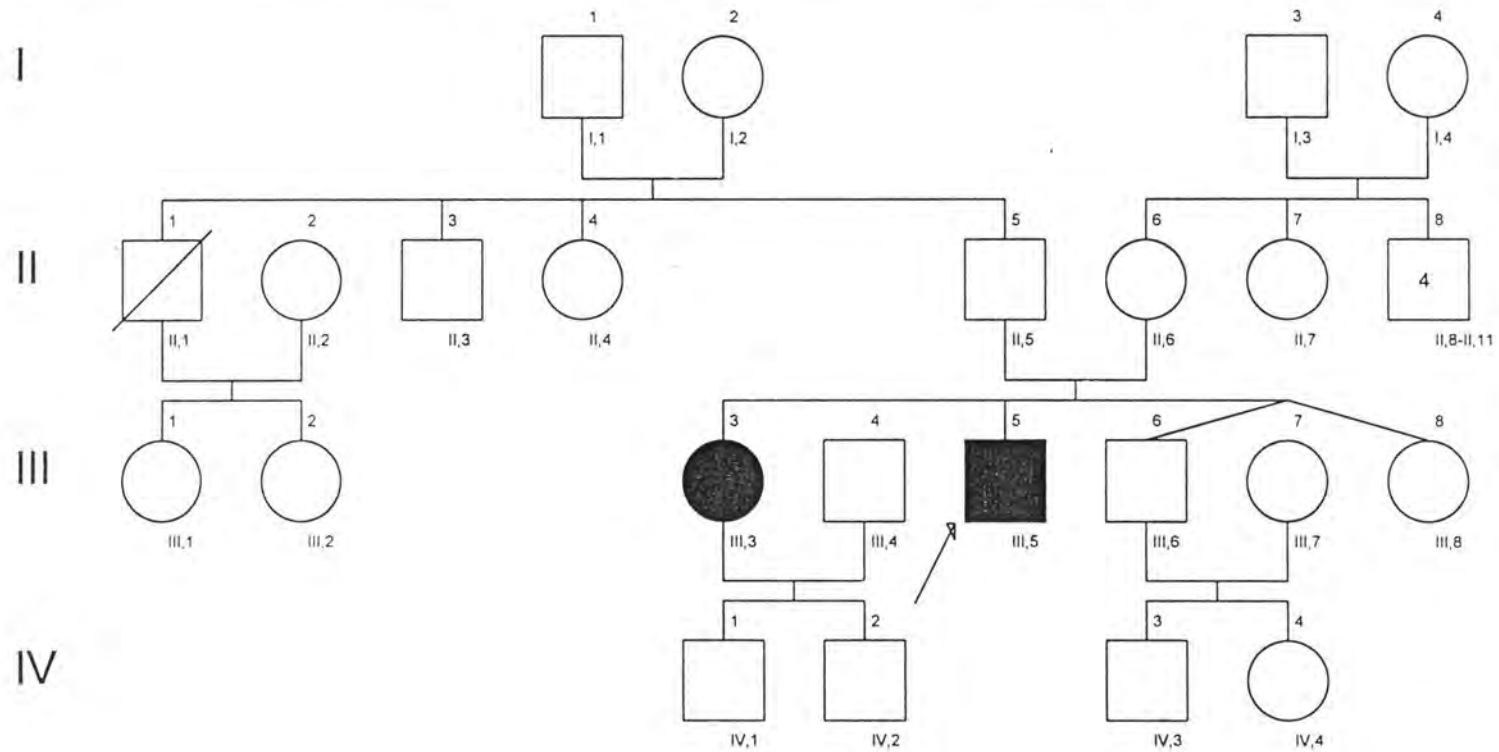 1 2 3 4
I
I,1 I,2 I,3 I,4
1 2 3 4 5 6 7 8
II
4
II,1 II,2 II,3 II,4 II,5 II,6 II,7 II,8-II,11
1 2 3 4 5 6 7 8
III
III,1 III,2 III,3 III,4 III,5 III,6 III,7 III,8
1 2 3 4
IV
IV,1 IV,2 IV,3 IV,4